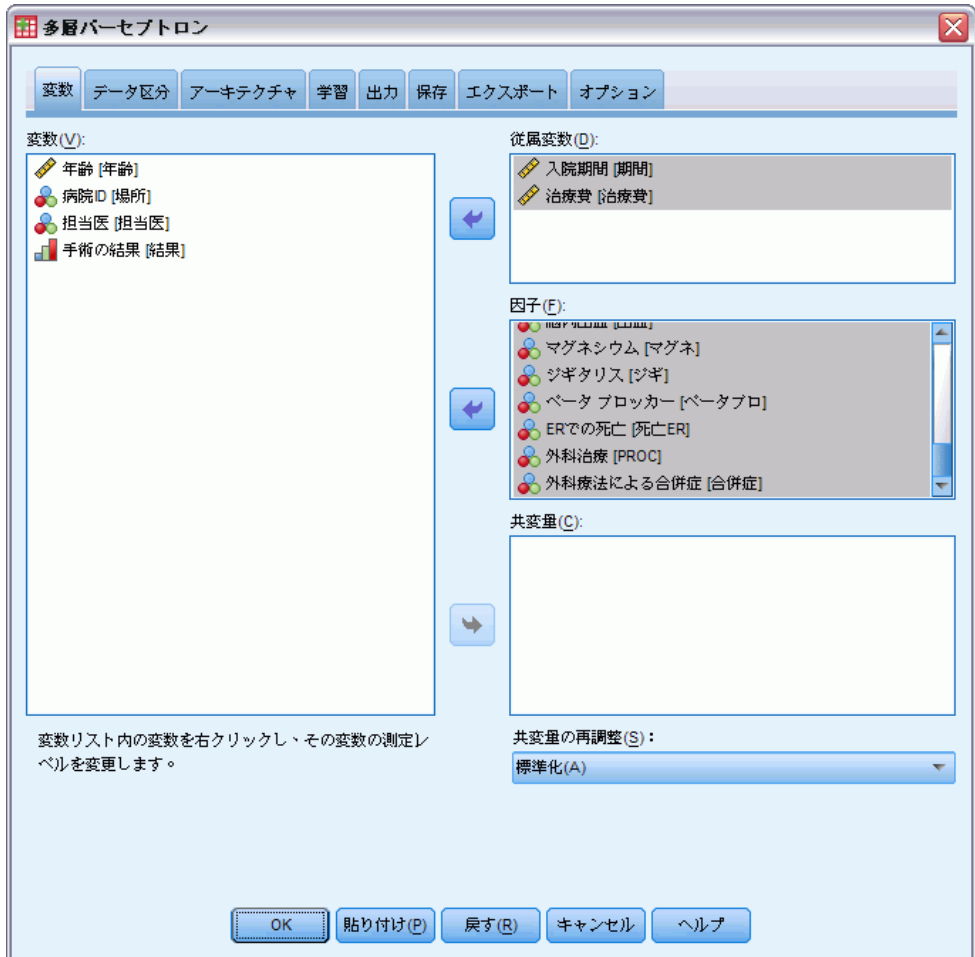 多層パーセプトロン
変数 データ区分 アーキテクチャ 学習 出力 保存 エクスポート オプション
変数(V):
年齢 [年齢]
病院ID [場所]
担当医 [担当医]
手術の結果 [結果]
従属変数(D):
入院期間 [期間]
治療費 [治療費]
因子(F):
マグネシウム [マグネ]
ジギタリス [ジギ]
ベータ ブロッカー [ベータブロ]
ERでの死亡 [死亡ER]
外科治療 [PROC]
外科療法による合併症 [合併症]
共変量(C):
変数リスト内の変数を右クリックし、その変数の測定レ
ベルを変更します。
共変量の再調整(S):
標準化(A)
OK 貼り付け(P) 戻す(R) キャンセル ヘルプ